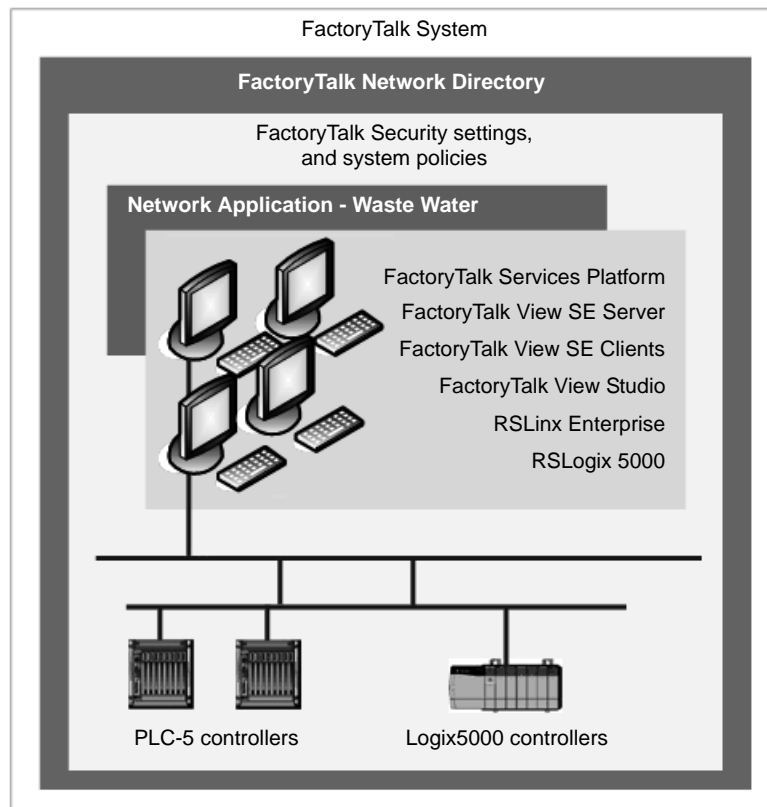 FactoryTalk System
FactoryTalk Network Directory
FactoryTalk Security settings,
and system policies
Network Application - Waste Water
FactoryTalk Services Platform
FactoryTalk View SE Server
FactoryTalk View SE Clients
FactoryTalk View Studio
RSLinx Enterprise
RSLogix 5000
PLC-5 controllers
Logix5000 controllers